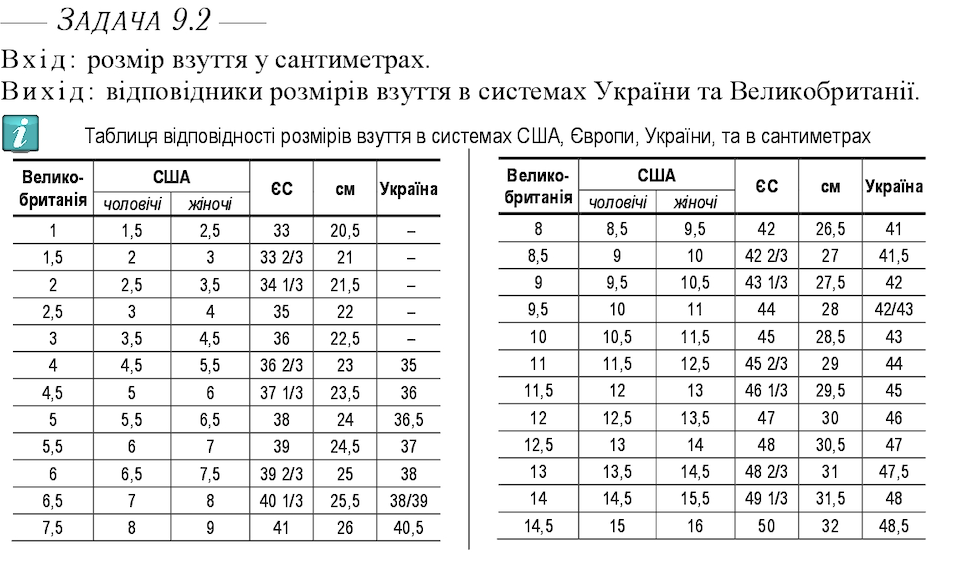 ЗАДАЧА 9.2
Вхід: розмір взуття у сантиметрах.
Вихід: відповідники розмірів взуття в системах України та Великобританії.
i
Таблиця відповідності розмірів взуття в системах США, Європи, України, та в сантиметрах
Велико-британія США ЄС см Україна
чоловічі жіночі
1 1,5 2,5 33 20,5 –
1,5 2 3 33 2/3 21 –
2 2,5 3,5 34 1/3 21,5 –
2,5 3 4 35 22 –
3 3,5 4,5 36 22,5 –
4 4,5 5,5 36 2/3 23 35
4,5 5 6 37 1/3 23,5 36
5 5,5 6,5 38 24 36,5
5,5 6 7 39 24,5 37
6 6,5 7,5 39 2/3 25 38
6,5 7 8 40 1/3 25,5 38/39
7,5 8 9 41 26 40,5
Велико-британія США ЄС см Україна
чоловічі жіночі
8 8,5 9,5 42 26,5 41
8,5 9 10 42 2/3 27 41,5
9 9,5 10,5 43 1/3 27,5 42
9,5 10 11 44 28 42/43
10 10,5 11,5 45 28,5 43
11 11,5 12,5 45 2/3 29 44
11,5 12 13 46 1/3 29,5 45
12 12,5 13,5 47 30 46
12,5 13 14 48 30,5 47
13 13,5 14,5 48 2/3 31 47,5
14 14,5 15,5 49 1/3 31,5 48
14,5 15 16 50 32 48,5